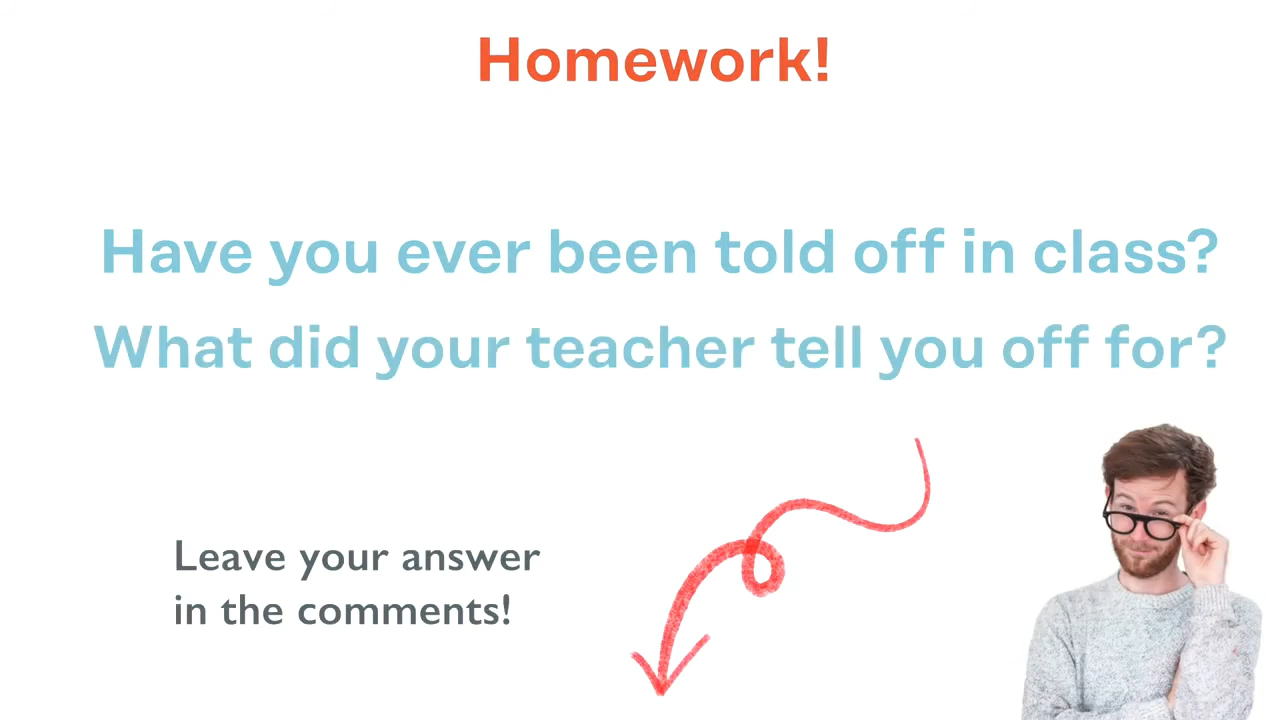 Homework!
Have you ever been told off in class?
What did your teacher tell you off for?
Leave your answer
in the comments!